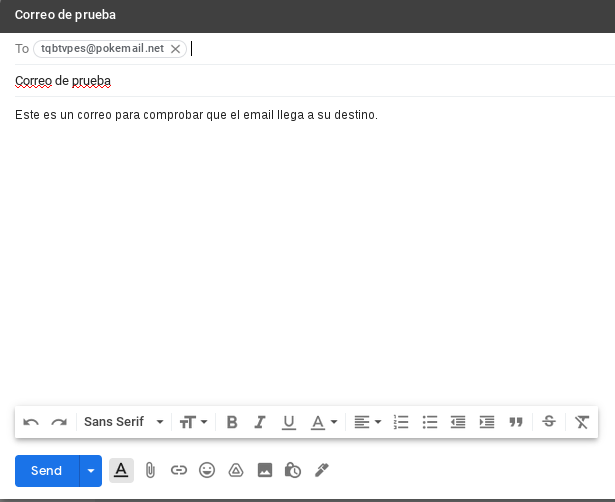 Correo de prueba
To tqbtvpes@pokemail.net
Correo de prueba
Este es un correo para comprobar que el email llega a su destino.
Sans Serif
Send